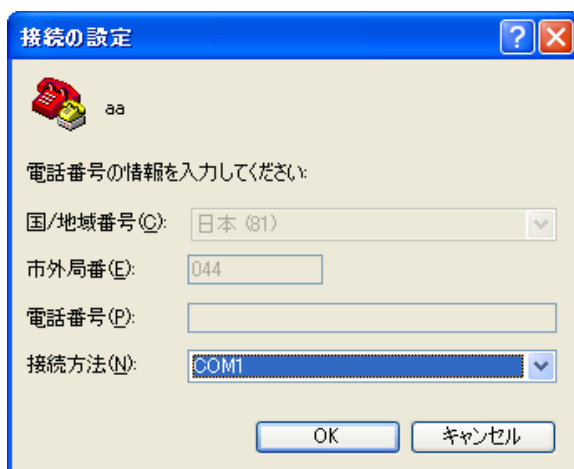 接続の設定
aa
電話番号の情報を入力してください:
国/地域番号(C): 日本 (81)
市外局番(E): 044
電話番号(P):
接続方法(N): COM1
OK キャンセル